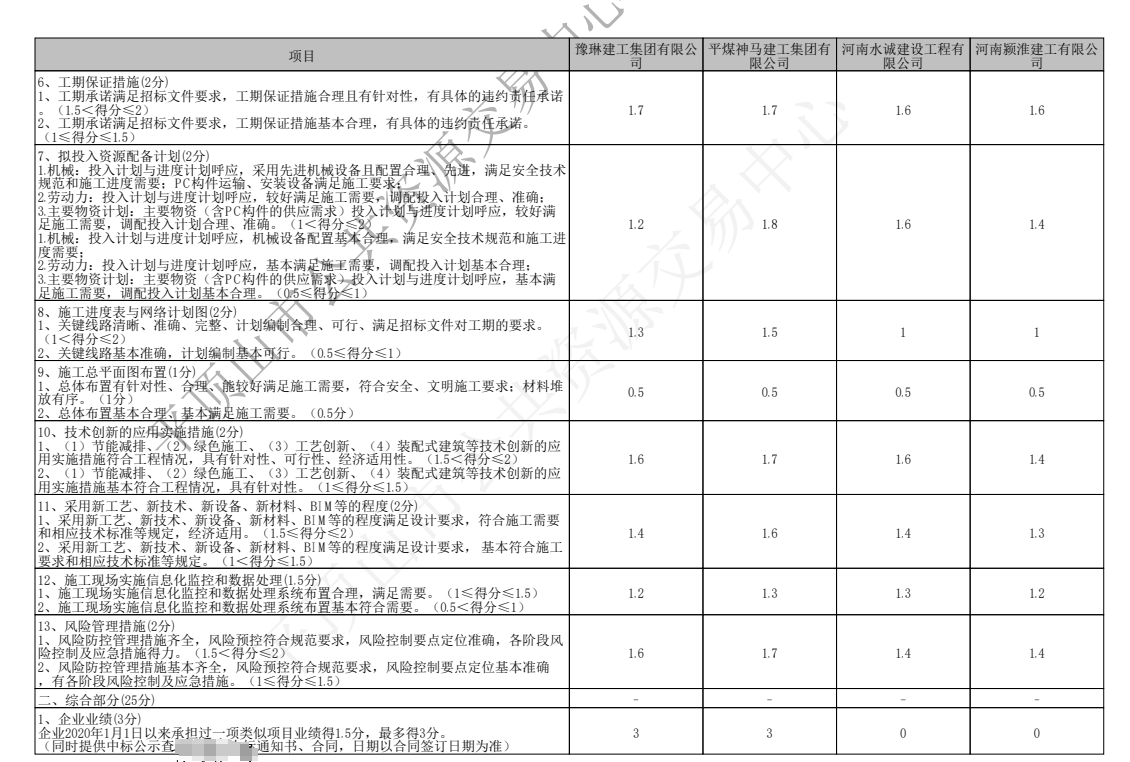 项目
豫琳建工集团有限公
司
平煤神马建工集团有
限公司
河南水诚建设工程有
限公司
河南颍淮建工有限公
司
6、工期保证措施(2分)
1、工期承诺满足招标文件要求，工期保证措施合理且有针对性，有具体的违约责任承诺
。（1.5＜得分≤2）
2、工期承诺满足招标文件要求，工期保证措施基本合理，有具体的违约责任承诺。
（1≤得分≤1.5）
1.7
1.7
1.6
1.6
7、拟投入资源配备计划(2分)
1.机械：投入计划与进度计划呼应，采用先进机械设备且配置合理、先进，满足安全技术
规范和施工进度需要；PC构件运输、安装设备满足施工要求；
2.劳动力：投入计划与进度计划呼应，较好满足施工需要，调配投入计划合理、准确；
3.主要物资计划：主要物资（含PC构件的供应需求）投入计划与进度计划呼应，较好满
足施工需要，调配投入计划合理、准确。（1＜得分≤2）
1.机械：投入计划与进度计划呼应，机械设备配置基本合理，满足安全技术规范和施工进
度需要；
2.劳动力：投入计划与进度计划呼应，基本满足施工需要，调配投入计划基本合理；
3.主要物资计划：主要物资（含PC构件的供应需求）投入计划与进度计划呼应，基本满
足施工需要，调配投入计划基本合理。（0.5≤得分≤1）
1.2
1.8
1.6
1.4
8、施工进度表与网络计划图(2分)
1、关键线路清晰、准确、完整、计划编制合理、可行、满足招标文件对工期的要求。
（1＜得分≤2）
2、关键线路基本准确，计划编制基本可行。（0.5≤得分≤1）
1.3
1.5
1
1
9、施工总平面图布置(1分)
1、总体布置有针对性、合理、能较好满足施工需要，符合安全、文明施工要求；材料堆
放有序。（1分）
2、总体布置基本合理、基本满足施工需要。（0.5分）
0.5
0.5
0.5
0.5
10、技术创新的应用实施措施(2分)
1、（1）节能减排、（2）绿色施工、（3）工艺创新、（4）装配式建筑等技术创新的应
用实施措施符合工程情况，具有针对性、可行性、经济适用性。（1.5＜得分≤2）
2、（1）节能减排、（2）绿色施工、（3）工艺创新、（4）装配式建筑等技术创新的应
用实施措施基本符合工程情况，具有针对性。（1≤得分≤1.5）
1.6
1.7
1.6
1.4
11、采用新工艺、新技术、新设备、新材料、BIM等的程度(2分)
1、采用新工艺、新技术、新设备、新材料、BIM等的程度满足设计要求，符合施工需要
和相应技术标准等规定，经济适用。（1.5≤得分≤2）
2、采用新工艺、新技术、新设备、新材料、BIM等的程度满足设计要求， 基本符合施工
要求和相应技术标准等规定。（1＜得分≤1.5）
1.4
1.6
1.4
1.3
12、施工现场实施信息化监控和数据处理(1.5分)
1、施工现场实施信息化监控和数据处理系统布置合理，满足需要。（1≤得分≤1.5）
2、施工现场实施信息化监控和数据处理系统布置基本符合需要。（0.5＜得分≤1）
1.2
1.3
1.3
1.2
13、风险管理措施(2分)
1、风险防控管理措施齐全，风险预控符合规范要求，风险控制要点定位准确，各阶段风
险控制及应急措施得力。（1.5＜得分≤2）
2、风险防控管理措施基本齐全，风险预控符合规范要求，风险控制要点定位基本准确
，有各阶段风险控制及应急措施。（1≤得分≤1.5）
1.6
1.7
1.4
1.4
二、综合部分(25分)
-
-
-
-
1、企业业绩(3分)
企业2020年1月1日以来承担过一项类似项目业绩得1.5分，最多得3分。
（同时提供中标公示查 通知书、合同，日期以合同签订日期为准）
3
3
0
0
平顶山市公共资源交易中心
平顶山市公共资源交易中心